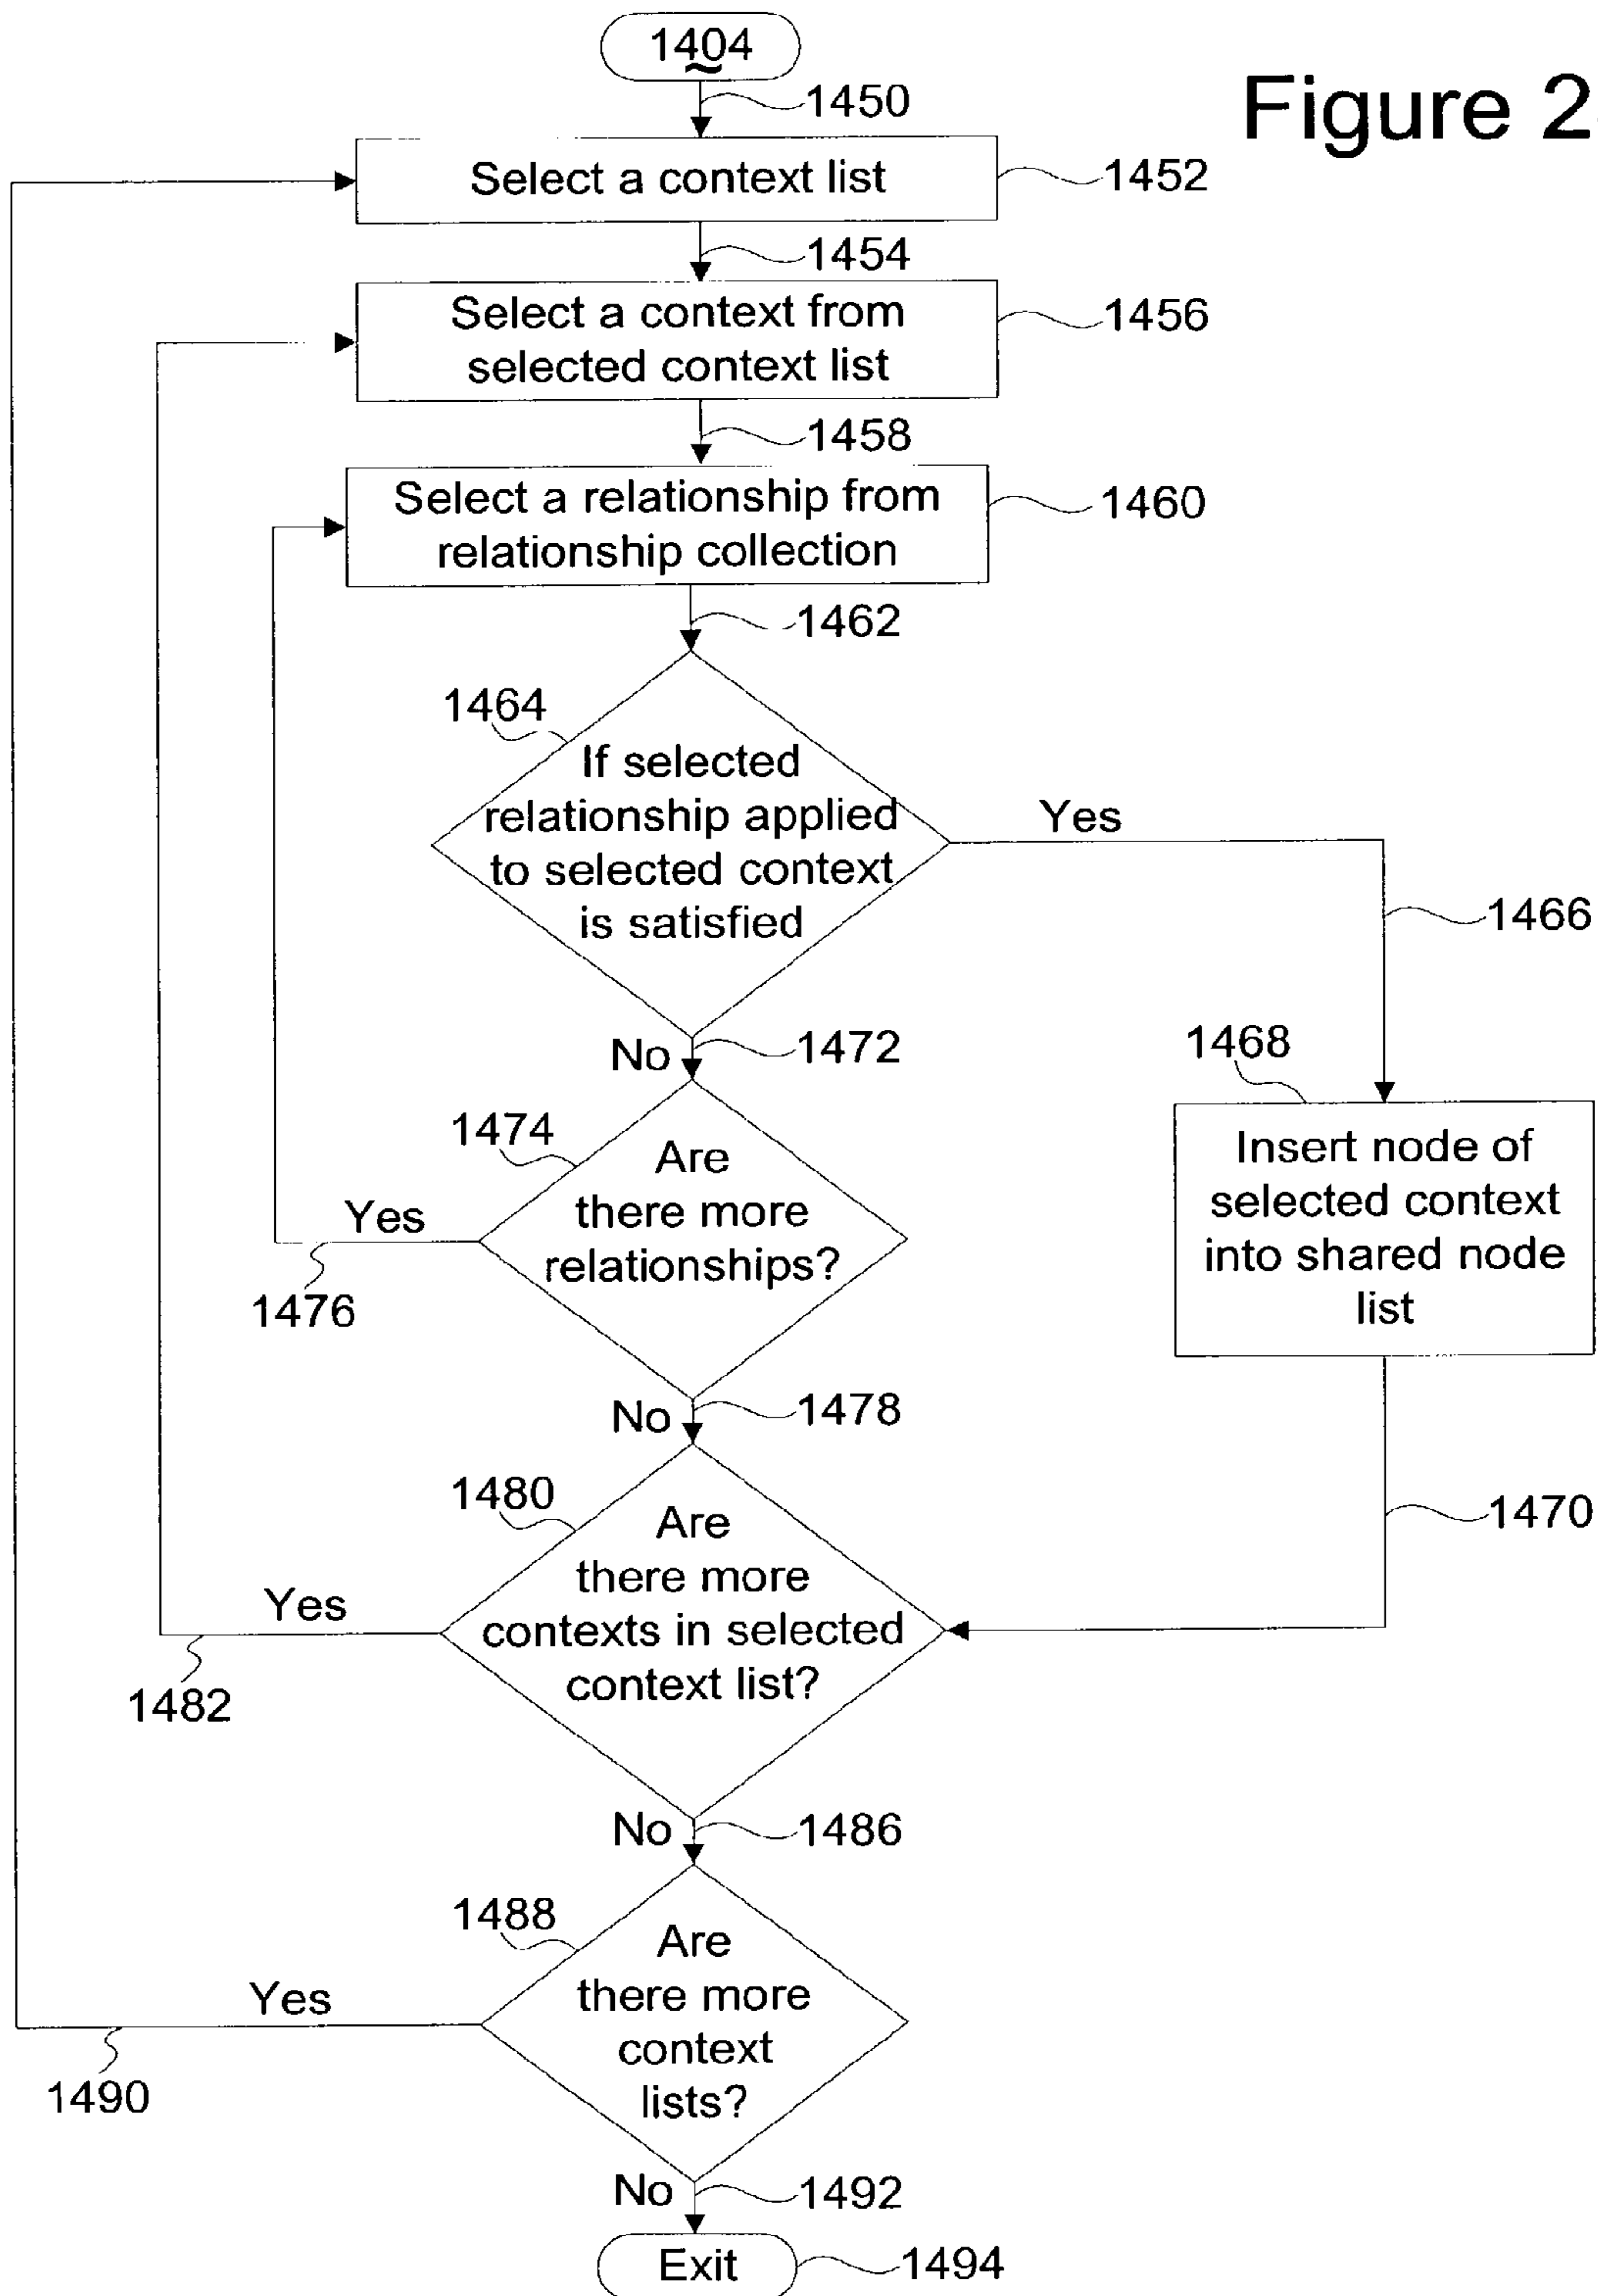 1404
1450
Figure 2
Select a context list
1452
1454
Select a context from
selected context list
1456
1458
Select a relationship from
relationship collection
1460
1462
1464
If selected
relationship applied
to selected context
is satisfied
Yes
1466
No
1472
1468
Insert node of
selected context
into shared node
list
1474
Are
there more
relationships?
Yes
1476
No
1478
1470
1480
Are
there more
contexts in selected
context list?
Yes
1482
No
1486
1488
Are
there more
context
lists?
Yes
1490
No
1492
Exit
1494